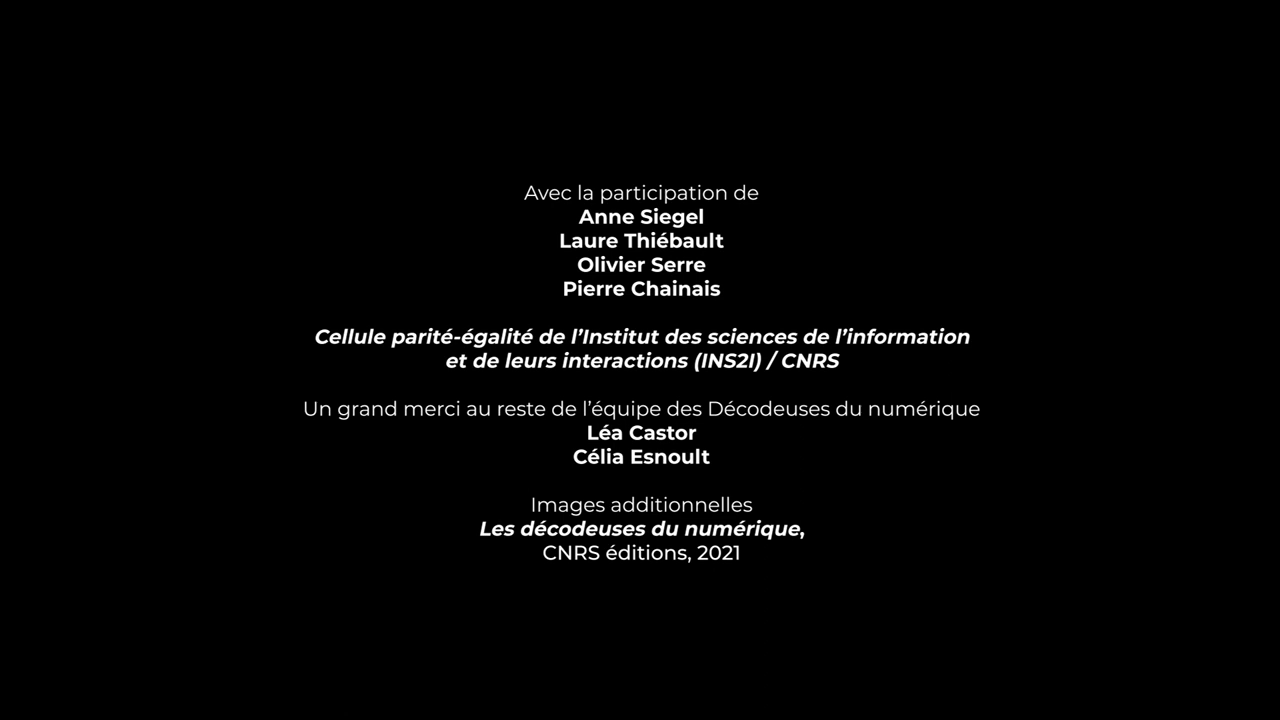 Avec la participation de
Anne Siegel
Laure Thiébault
Olivier Serre
Pierre Chainais
Cellule parité-égalité de l’Institut des sciences de l’information
et de leurs interactions (INS2I) / CNRS
Un grand merci au reste de l’équipe des Décodeuses du numérique
Léa Castor
Célia Esnoult
Images additionnelles
Les décodeuses du numérique,
CNRS éditions, 2021